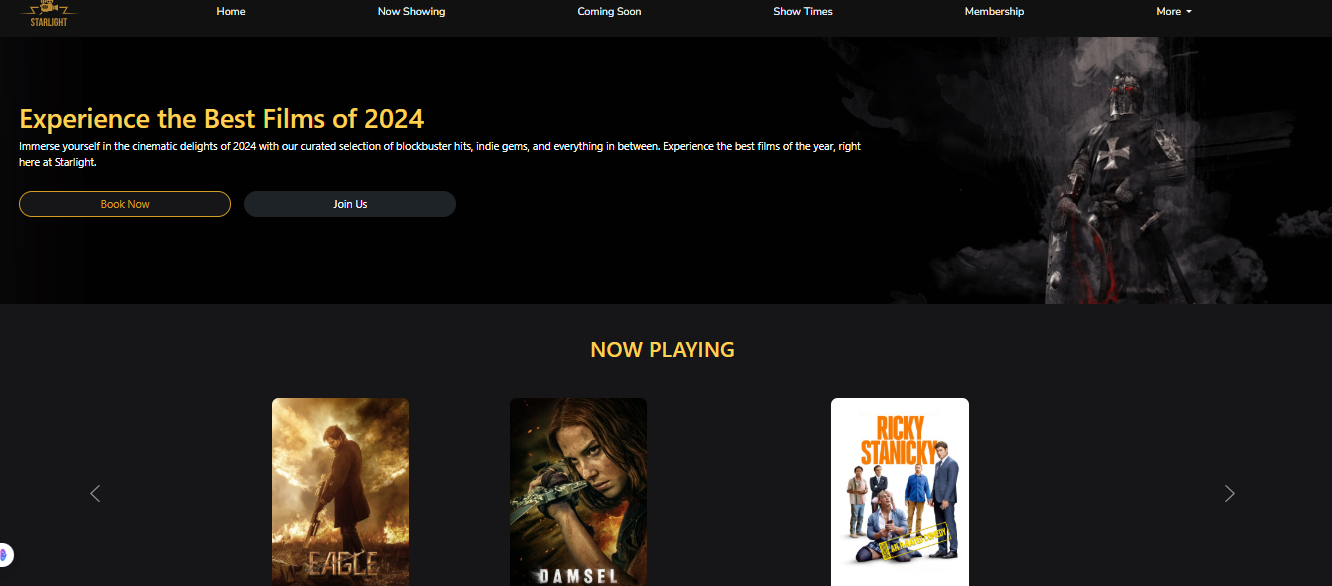 STARLIGHT
Home
Now Showing
Coming Soon
Show Times
Membership
More
Experience the Best Films of 2024
Immerse yourself in the cinematic delights of 2024 with our curated selection of blockbuster hits, indie gems, and everything in between. Experience the best films of the year, right
here at Starlight.
Book Now
Join Us
NOW PLAYING
EAGLE
DAMSEL
RICKY
STANICKY
AN R-RATED COMEDY